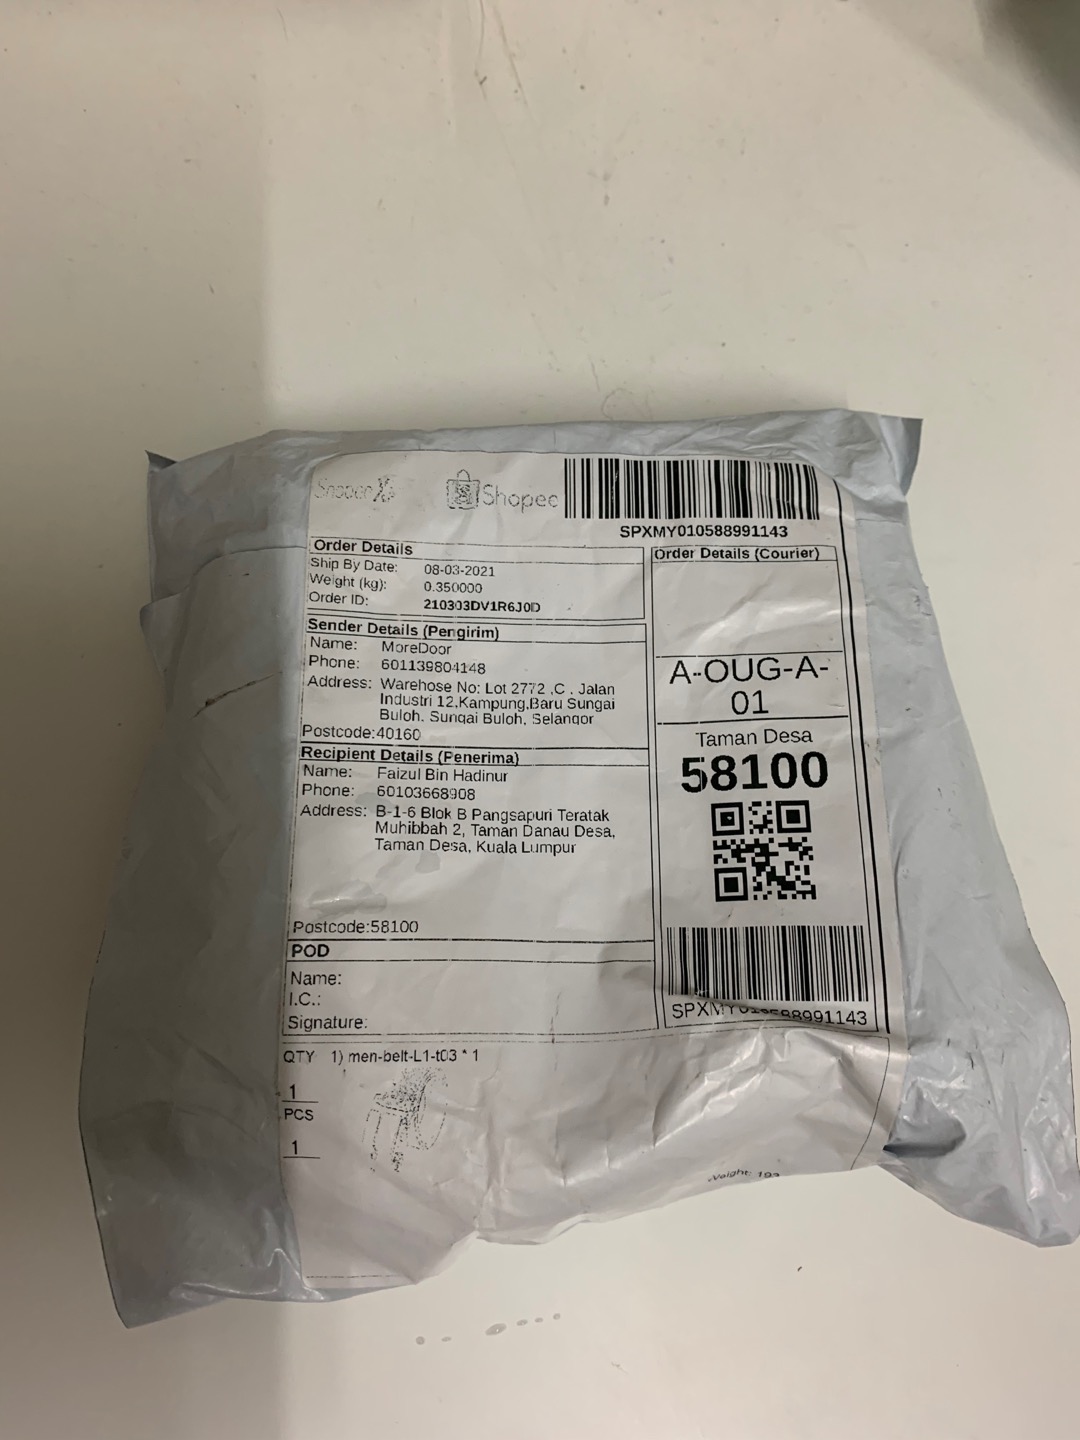 Shopee
SPXMY010588991143
Order Details
Ship By Date: 08-03-2021
Weight (kg): 0.350000
Order ID: 210303DV1R6J0D
Sender Details (Pengirim)
Name: MoreDoor
Phone: 601139804148
Address: Warehose No: Lot 2772 ,C , Jalan
Industri 12,Kampung,Baru Sungai
Buloh, Sungai Buloh, Selangor
Postcode:40160
Recipient Details (Penerima)
Name: Faizul Bin Hadinur
Phone: 60103668908
Address: B-1-6 Blok B Pangsapuri Teratak
Muhibbah 2, Taman Danau Desa,
Taman Desa, Kuala Lumpur
Postcode:58100
POD
Name:
I.C.:
Signature:
Order Details (Courier)
A-OUG-A-
01
Taman Desa
58100
SPXMY010588991143
QTY 1) men-belt-L1-t03 * 1
1
PCS
1
Weight: